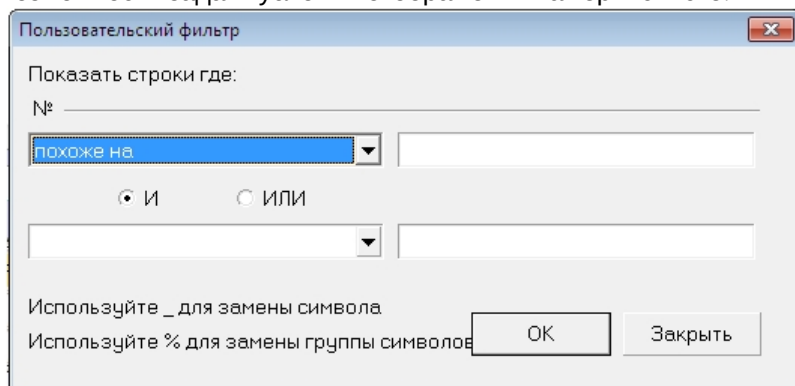 Пользовательский фильтр
Показать строки где:
№
похоже на
И ИЛИ
Используйте _ для замены символа
Используйте % для замены группы символов
ОК Закрыть